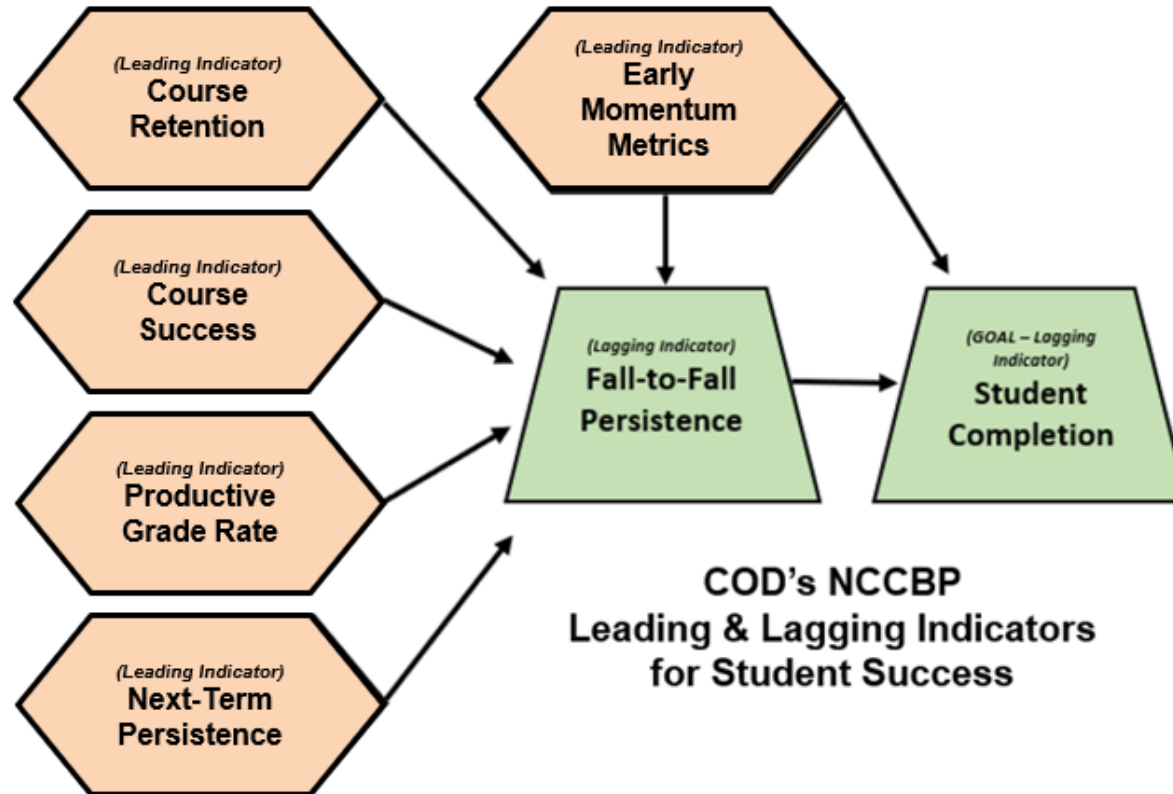 (Leading Indicator)
Course
Retention
(Leading Indicator)
Early
Momentum
Metrics
(Leading Indicator)
Course
Success
(Lagging Indicator)
Fall-to-Fall
Persistence
(GOAL – Lagging
Indicator)
Student
Completion
(Leading Indicator)
Productive
Grade Rate
(Leading Indicator)
Next-Term
Persistence
COD's NCCBP
Leading & Lagging Indicators
for Student Success